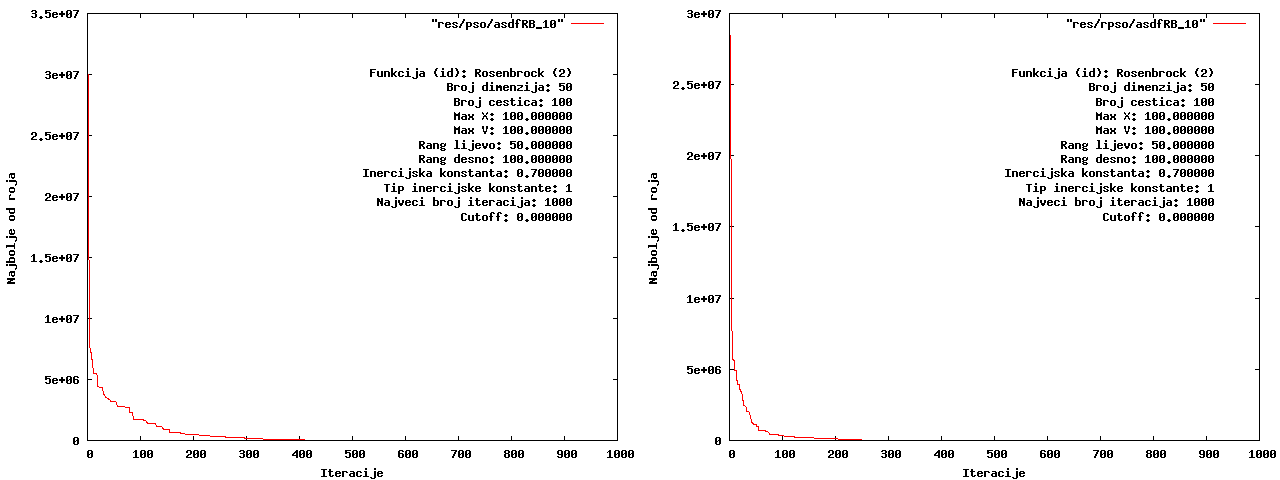 3.5e+07
3e+07
2.5e+07
2e+07
1.5e+07
1e+07
5e+06
0
0 100 200 300 400 500 600 700 800 900 1000
Iteracije
Najbolje od roja
"res/pso/asdfRB_10"
Funkcija (id): Rosenbrock (2)
Broj dimenzija: 50
Broj cestica: 100
Max X: 100.000000
Max V: 100.000000
Rang lijevo: 50.000000
Rang desno: 100.000000
Inercijska konstanta: 0.700000
Tip inercijske konstante: 1
Najveci broj iteracija: 1000
Cutoff: 0.000000
3e+07
2.5e+07
2e+07
1.5e+07
1e+07
5e+06
0
0 100 200 300 400 500 600 700 800 900 1000
Iteracije
Najbolje od roja
"res/rpso/asdfRB_10"
Funkcija (id): Rosenbrock (2)
Broj dimenzija: 50
Broj cestica: 100
Max X: 100.000000
Max V: 100.000000
Rang lijevo: 50.000000
Rang desno: 100.000000
Inercijska konstanta: 0.700000
Tip inercijske konstante: 1
Najveci broj iteracija: 1000
Cutoff: 0.000000